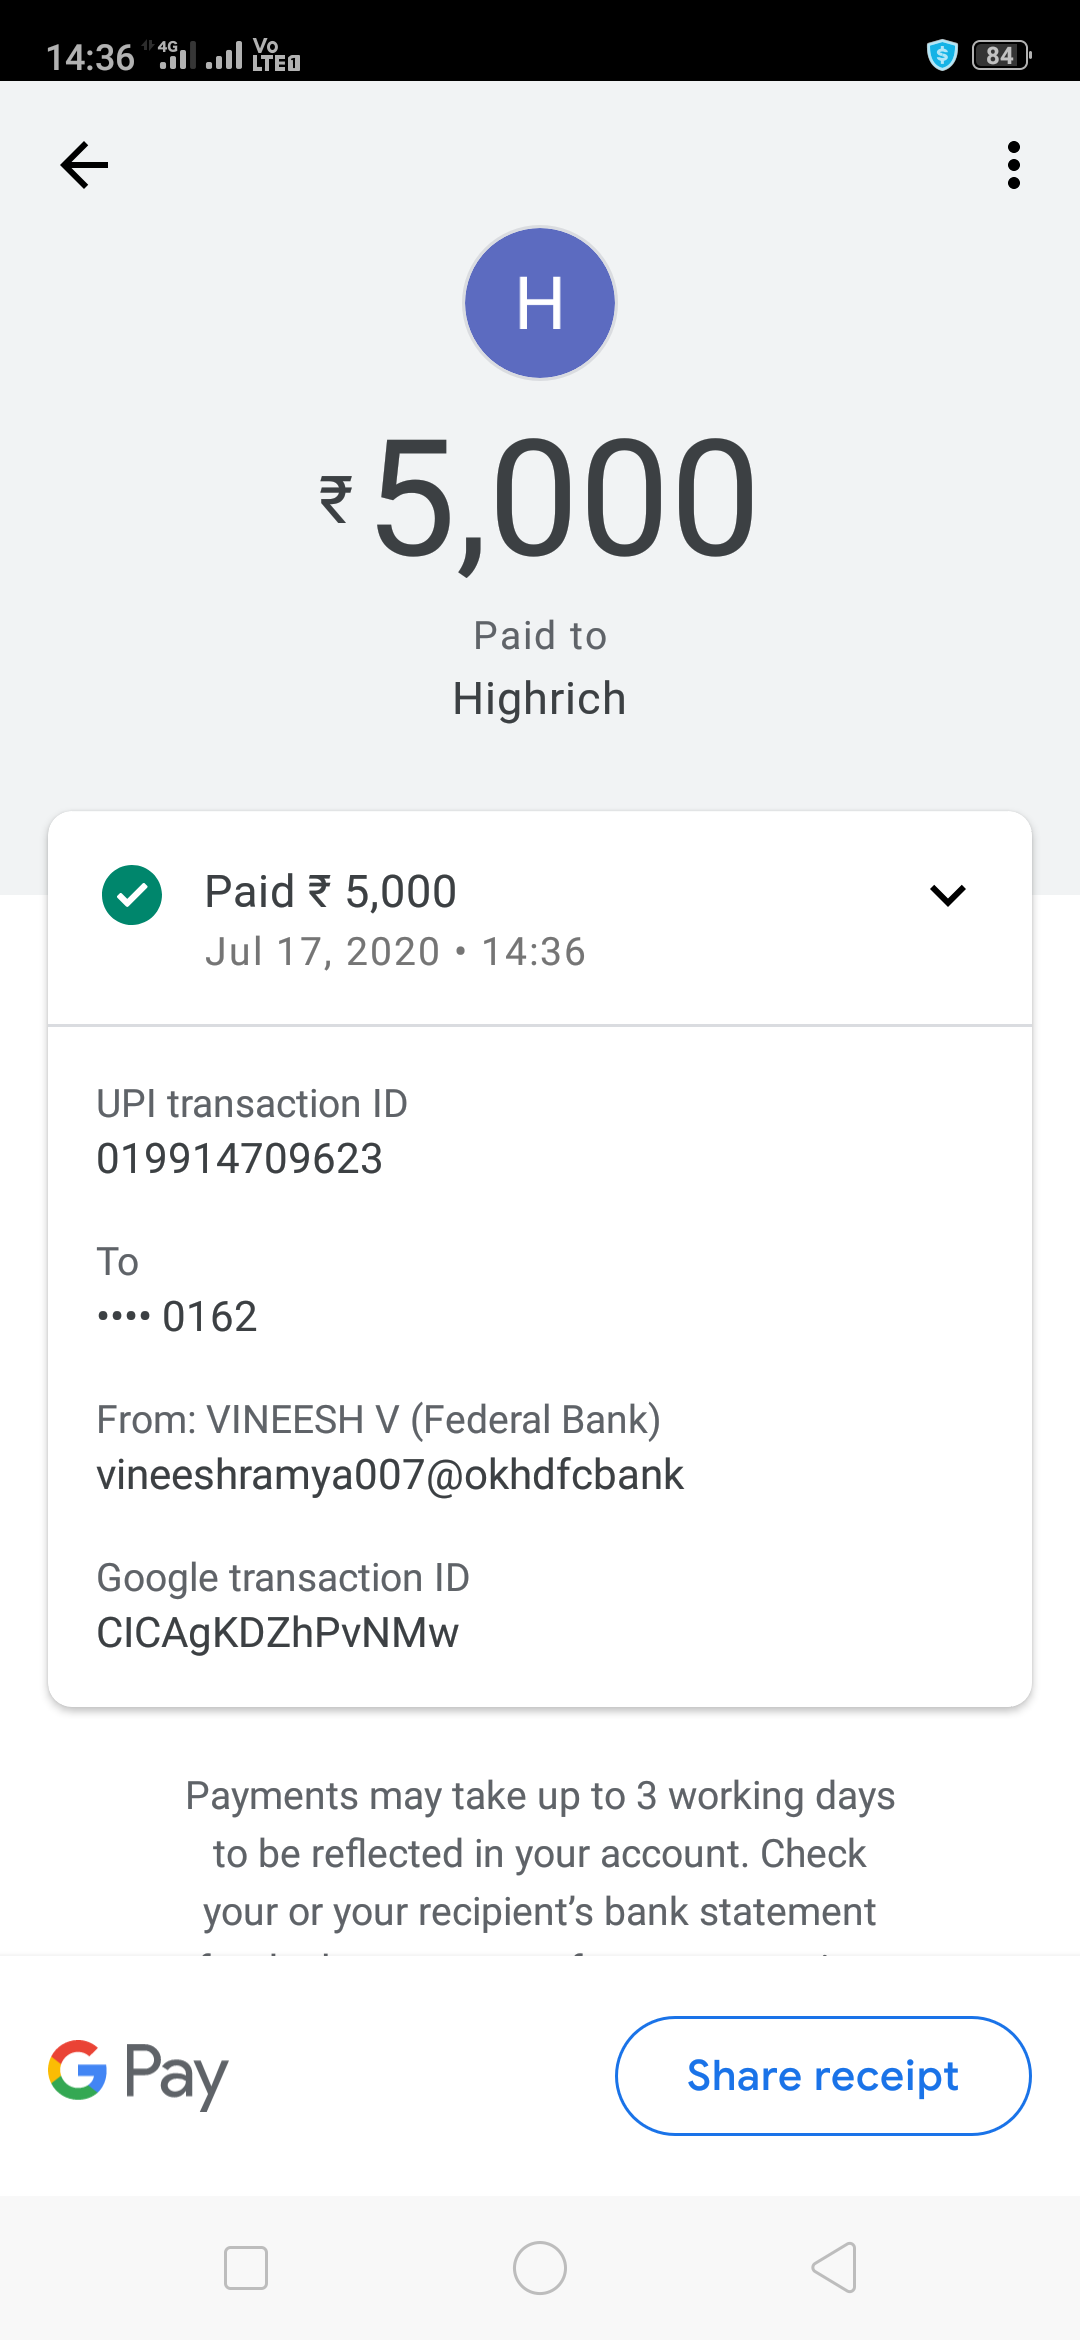 14:36 4G Vo LTE1 84
H
₹5,000
Paid to
Highrich
Paid ₹ 5,000
Jul 17, 2020 • 14:36
UPI transaction ID
019914709623
To
•••• 0162
From: VINEESH V (Federal Bank)
vineeshramya007@okhdfcbank
Google transaction ID
CICAgKDZhPvNMw
Payments may take up to 3 working days
to be reflected in your account. Check
your or your recipient's bank statement
G Pay
Share receipt